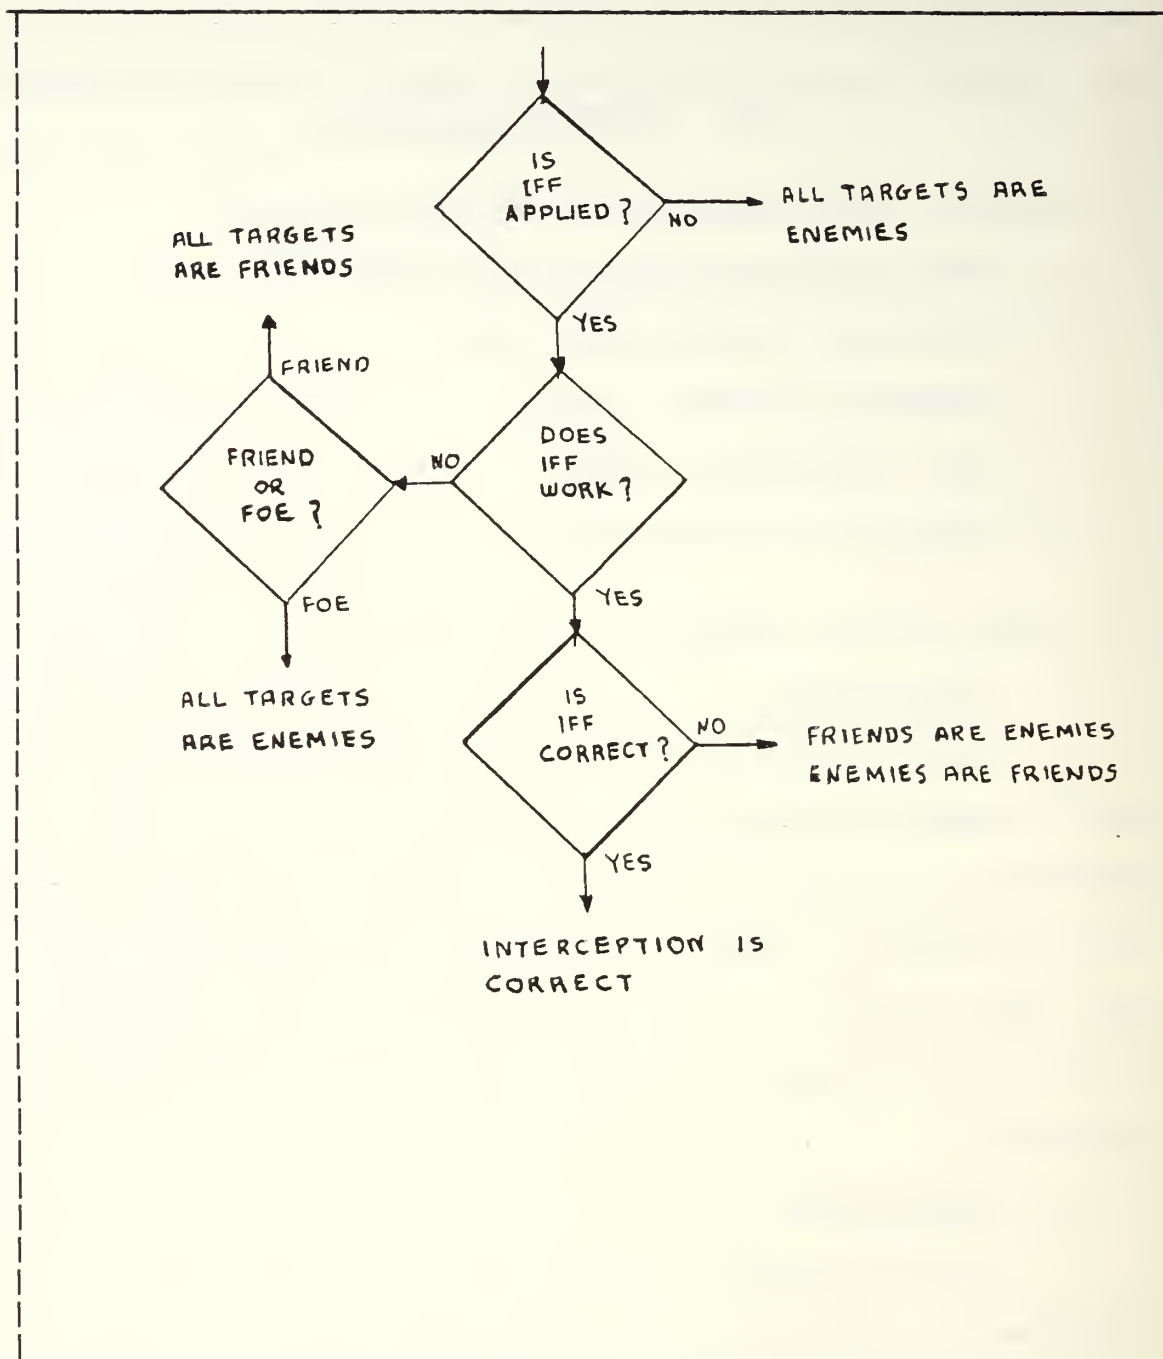 IS
IFF
APPLIED?
NO
ALL TARGETS ARE
ENEMIES
YES
ALL TARGETS
ARE FRIENDS
FRIEND
FRIEND
OR
FOE?
NO
DOES
IFF
WORK?
FOE
YES
ALL TARGETS
ARE ENEMIES
IS
IFF
CORRECT?
NO
FRIENDS ARE ENEMIES
ENEMIES ARE FRIENDS
YES
INTERCEPTION IS
CORRECT